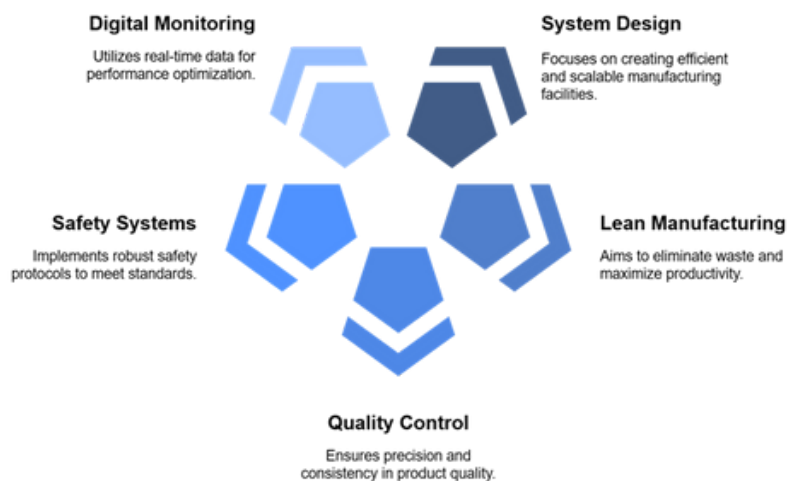 Digital Monitoring
Utilizes real-time data for
performance optimization.
System Design
Focuses on creating efficient
and scalable manufacturing
facilities.
Safety Systems
Implements robust safety
protocols to meet standards.
Lean Manufacturing
Aims to eliminate waste and
maximize productivity.
Quality Control
Ensures precision and
consistency in product quality.